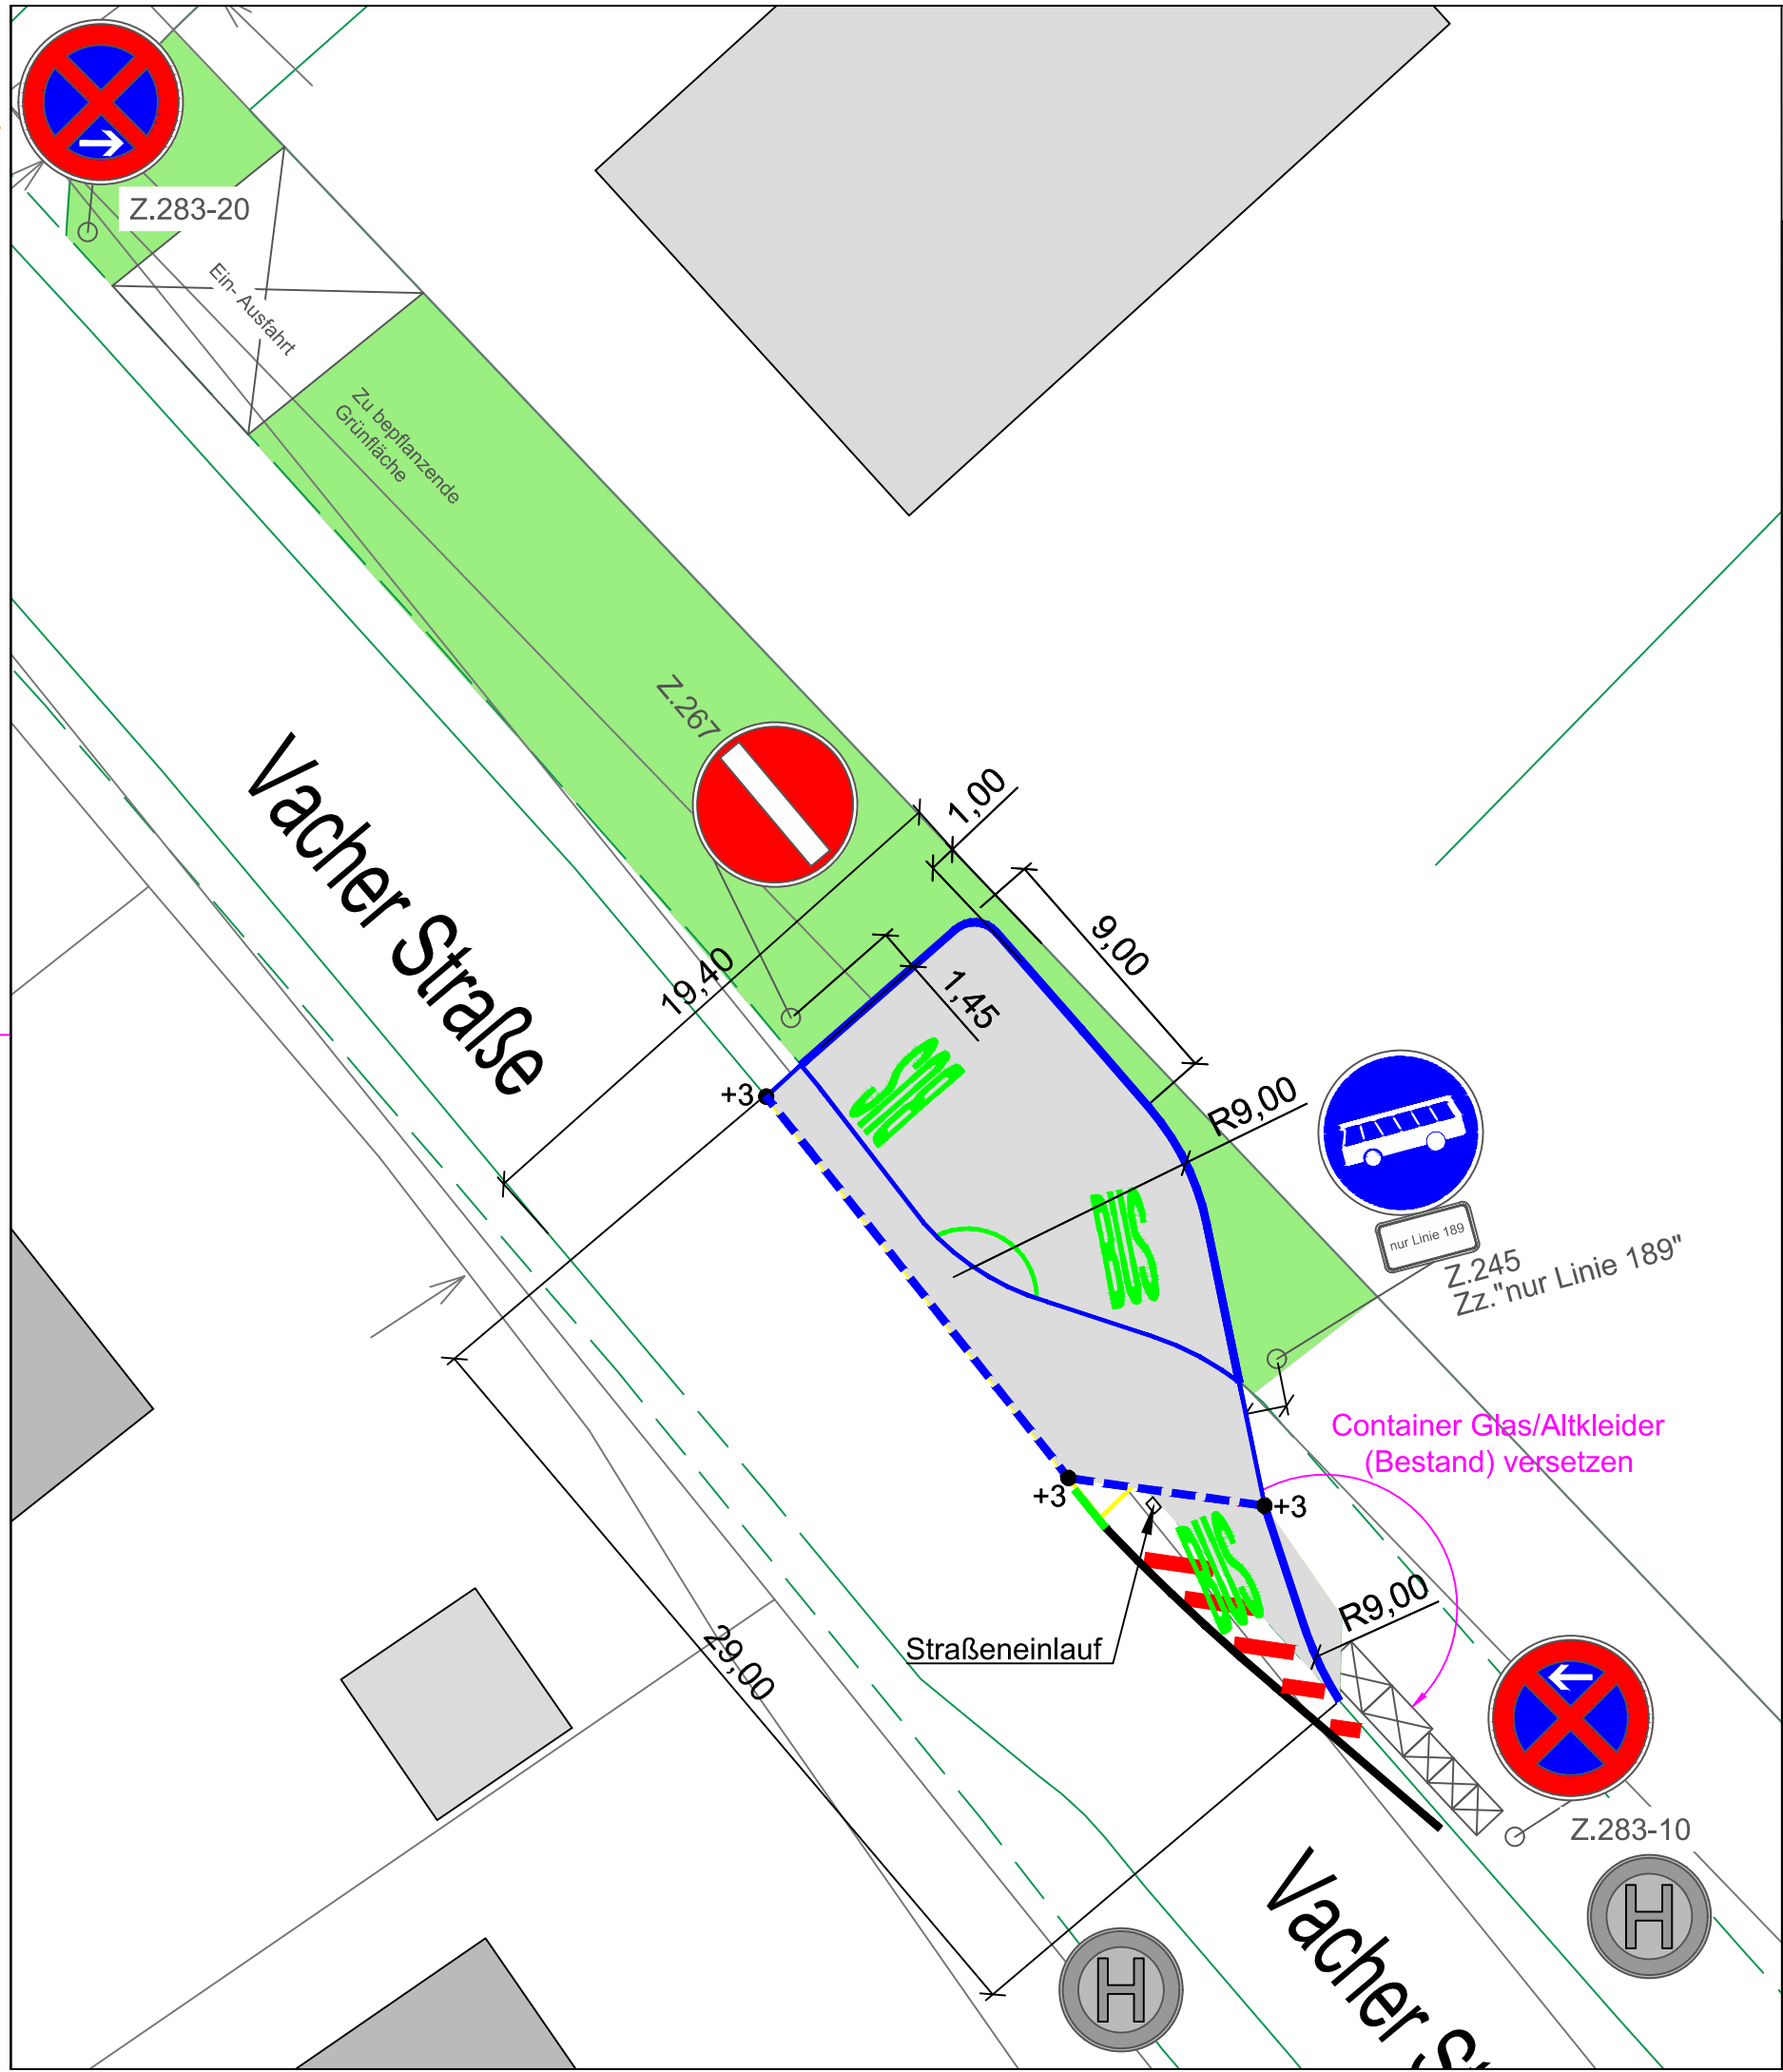 Z.283-20
Ein- Ausfahrt
Zu bepflanzende
Grünfläche
Z.267
Vacher Straße
1,00
9,00
19,40
1,45
+3
BUS
R9,00
BUS
nur Linie 189
Z.245
Zz."nur Linie 189"
Container Glas/Altkleider
(Bestand) versetzen
+3
+3
BUS
R9,00
Straßeneinlauf
29,00
Z.283-10
H
H
Vacher St